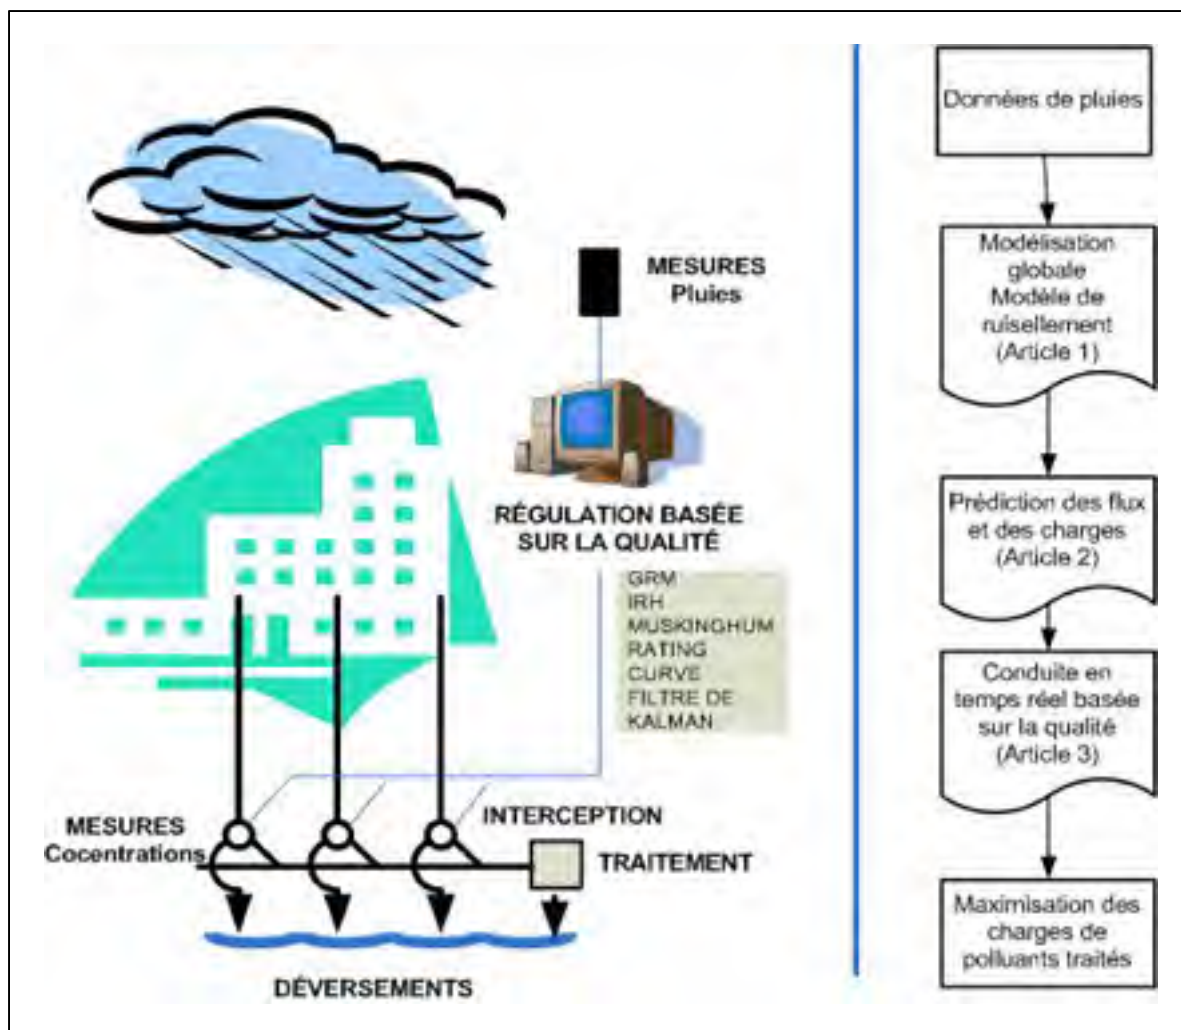 MESURES
Pluies
RÉGULATION BASÉE
SUR LA QUALITÉ
GRM
IRH
MUSKINGHUM
RATING
CURVE
FILTRE DE
KALMAN
MESURES
Cocentrations
INTERCEPTION
TRAITEMENT
DÉVERSEMENTS
Données de pluies
Modélisation
globale
Modèle de
ruisellement
(Article 1)
Prédiction des flux
et des charges
(Article 2)
Conduite en
temps réel basée
sur la qualité
(Article 3)
Maximisation des
charges de
polluants traités